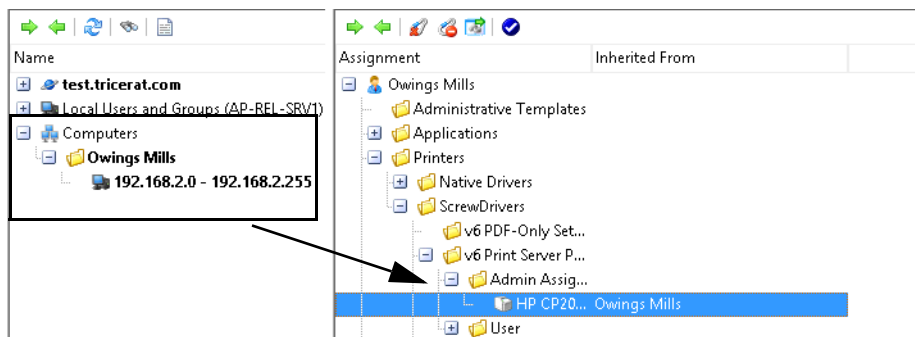 Name
test.tricerat.com
Local Users and Groups (AP-REL-SRV1)
Computers
Owings Mills
192.168.2.0 - 192.168.2.255
Assignment Inherited From
Owings Mills
Administrative Templates
Applications
Printers
Native Drivers
ScrewDrivers
v6 PDF-Only Set...
v6 Print Server P...
Admin Assig...
HP CP20... Owings Mills
User